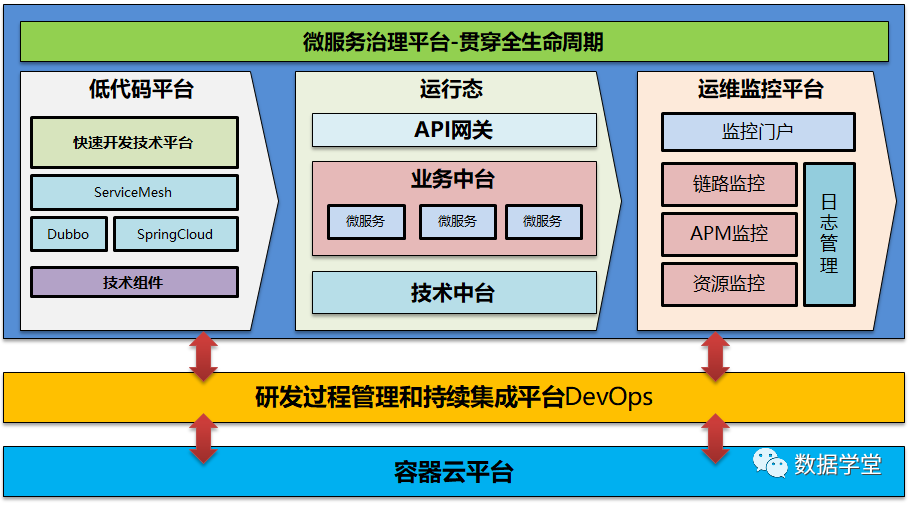 微服务治理平台-贯穿全生命周期
低代码平台
快速开发技术平台
ServiceMesh
Dubbo
SpringCloud
技术组件
运行态
API网关
业务中台
微服务
微服务
微服务
技术中台
运维监控平台
监控门户
链路监控
APM监控
资源监控
日志管理
研发过程管理和持续集成平台DevOps
容器云平台
数据学堂